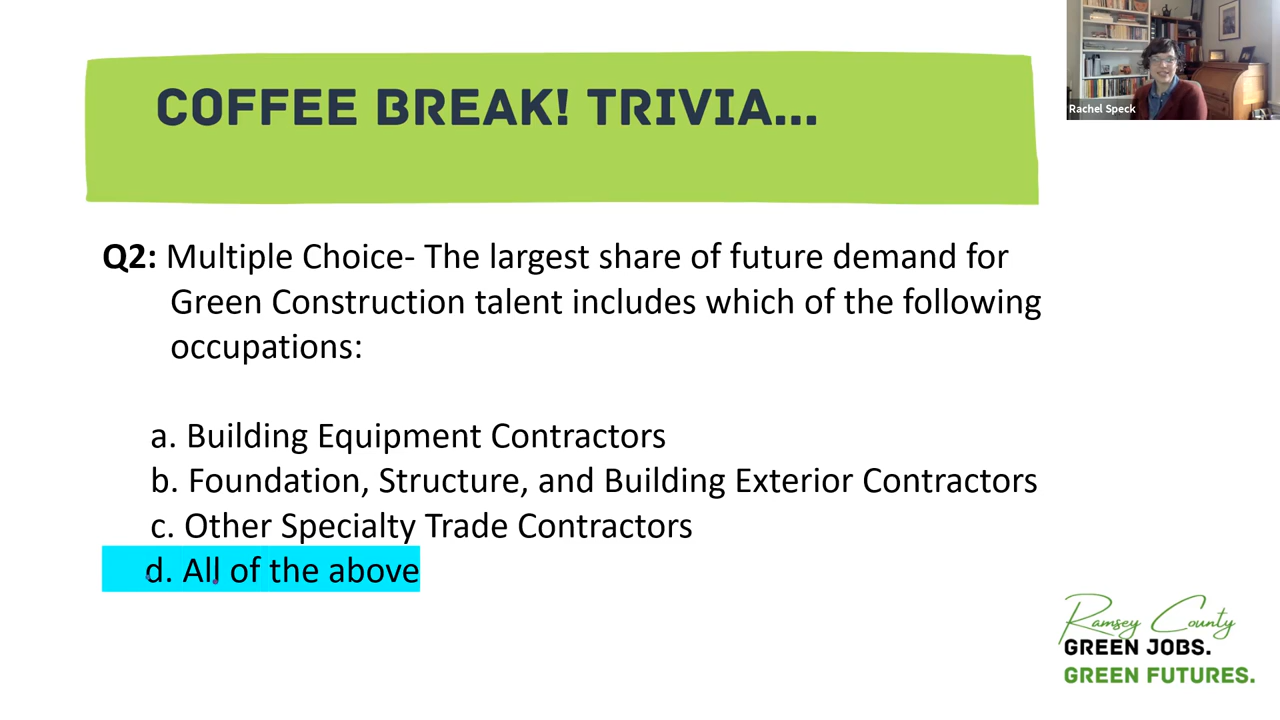 COFFEE BREAK! TRIVIA...
Rachel Speck
Q2: Multiple Choice- The largest share of future demand for
Green Construction talent includes which of the following
occupations:
a. Building Equipment Contractors
b. Foundation, Structure, and Building Exterior Contractors
c. Other Specialty Trade Contractors
d. All of the above
Ramsey County
GREEN JOBS.
GREEN FUTURES.